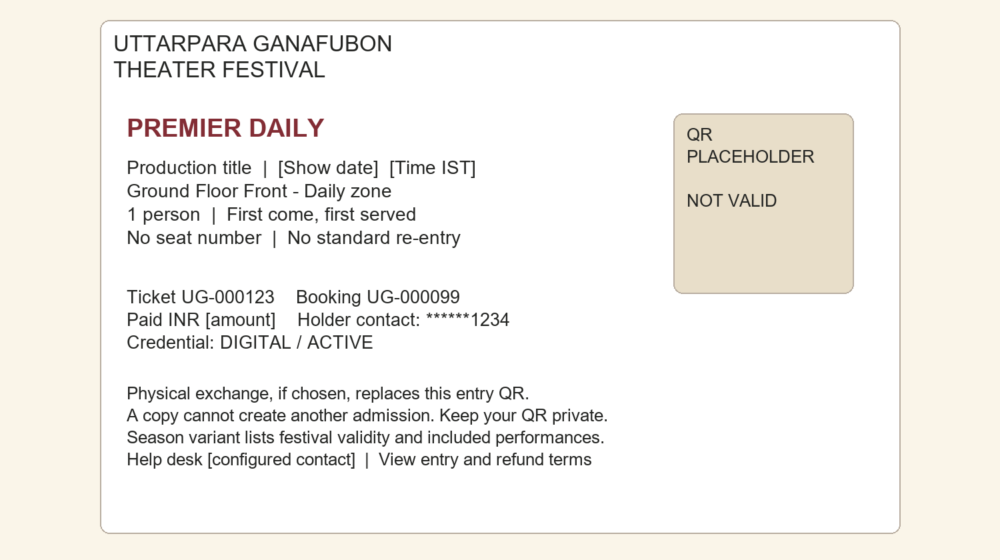 UTTARPARA GANAFUBON
THEATER FESTIVAL
PREMIER DAILY
Production title | [Show date] [Time IST]
Ground Floor Front - Daily zone
1 person | First come, first served
No seat number | No standard re-entry
Ticket UG-000123 Booking UG-000099
Paid INR [amount] Holder contact: ******1234
Credential: DIGITAL / ACTIVE
Physical exchange, if chosen, replaces this entry QR.
A copy cannot create another admission. Keep your QR private.
Season variant lists festival validity and included performances.
Help desk [configured contact] | View entry and refund terms
QR
PLACEHOLDER
NOT VALID